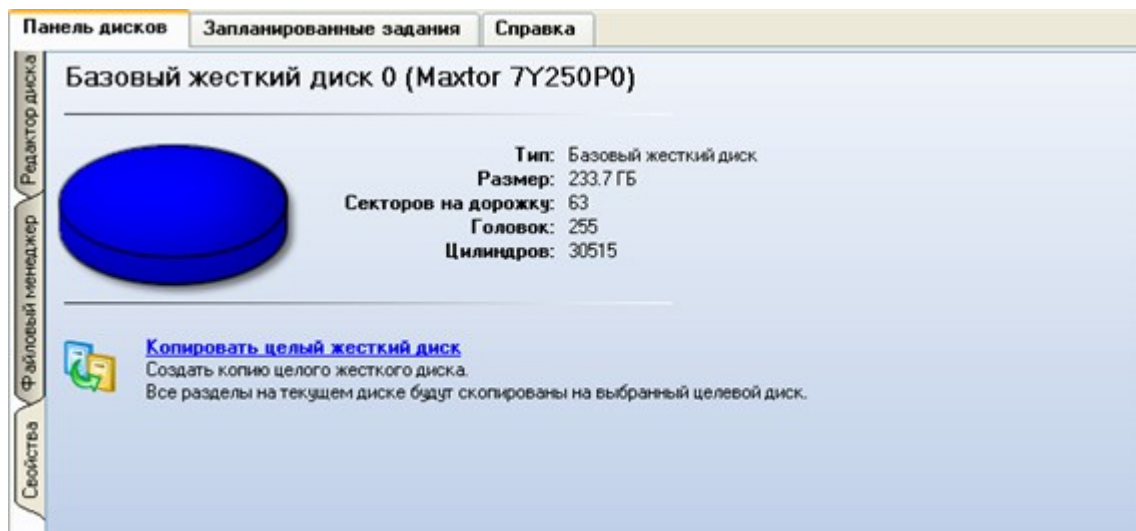 Панель дисков
Запланированные задания
Справка
Редактор диска
Файловый менеджер
Свойства
Базовый жесткий диск 0 (Maxtor 7Y250P0)
Тип: Базовый жесткий диск
Размер: 233.7 ГБ
Секторов на дорожку: 63
Головок: 255
Цилиндров: 30515
Копировать целый жесткий диск
Создать копию целого жесткого диска.
Все разделы на текущем диске будут скопированы на выбранный целевой диск.